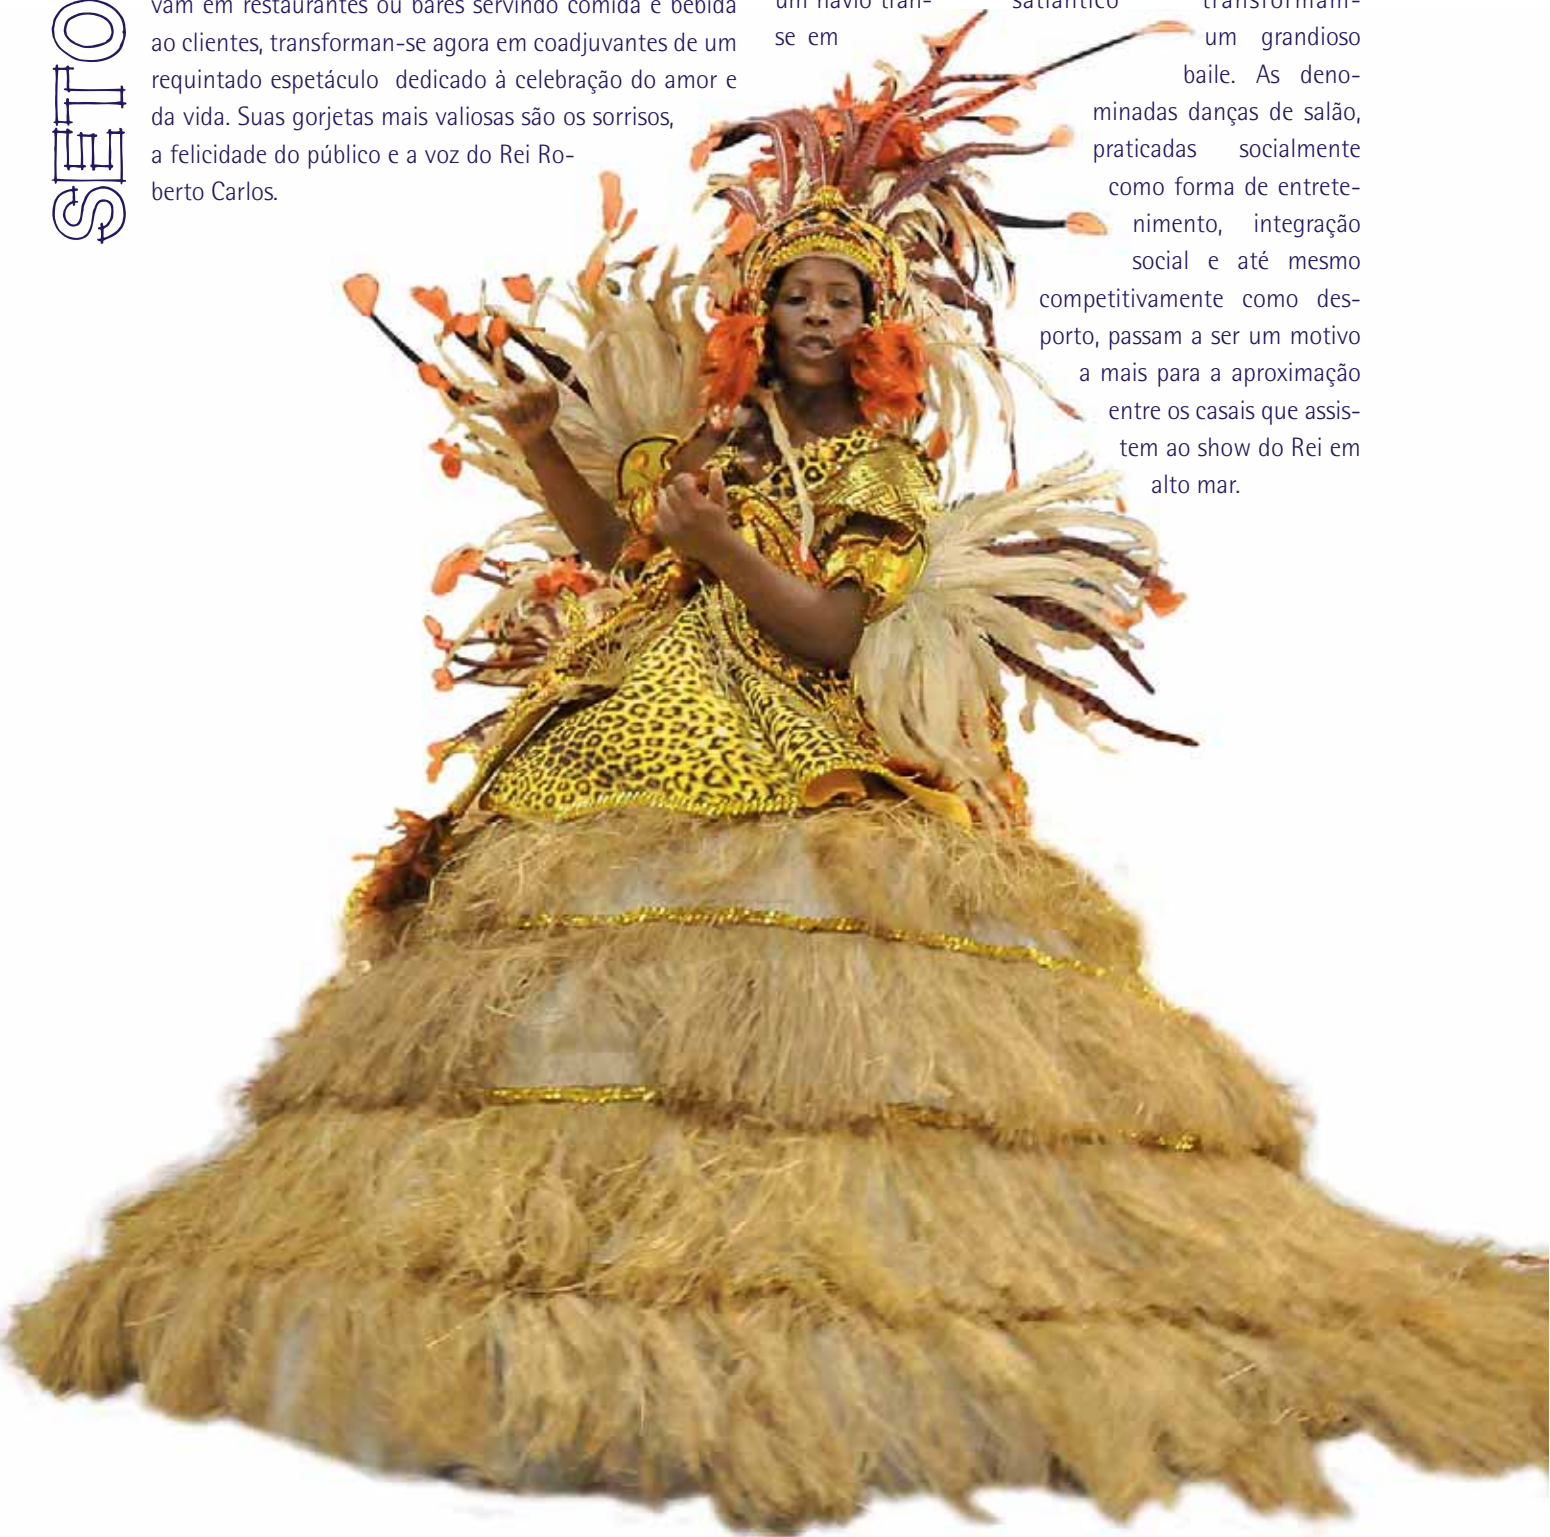 SETO
vam em restaurantes ou bares servindo comida e bebida
ao clientes, transforman-se agora em coadjuvantes de um
requintado espetáculo dedicado à celebração do amor e
da vida. Suas gorjetas mais valiosas são os sorrisos,
a felicidade do público e a voz do Rei Ro-
berto Carlos.
um navio tran- satlântico transformam-
se em um grandioso
baile. As deno-
minadas danças de salão,
praticadas socialmente
como forma de entrete-
nimento, integração
social e até mesmo
competitivamente como des-
porto, passam a ser um motivo
a mais para a aproximação
entre os casais que assis-
tem ao show do Rei em
alto mar.